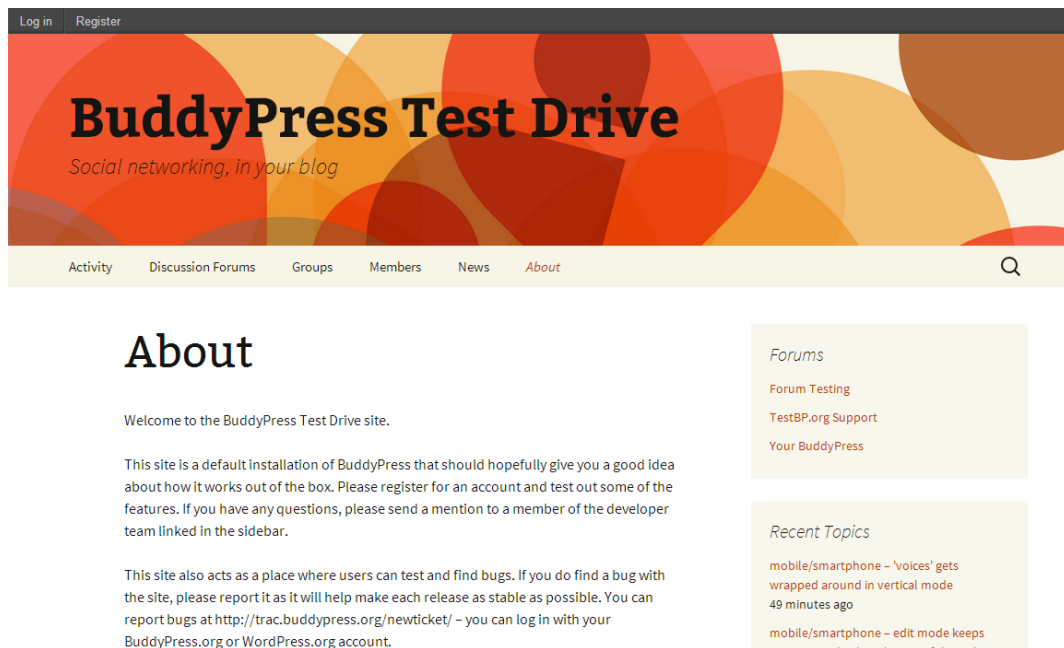 Log in Register
BuddyPress Test Drive
Social networking, in your blog
Activity Discussion Forums Groups Members News About
About
Welcome to the BuddyPress Test Drive site.
This site is a default installation of BuddyPress that should hopefully give you a good idea
about how it works out of the box. Please register for an account and test out some of the
features. If you have any questions, please send a mention to a member of the developer
team linked in the sidebar.
This site also acts as a place where users can test and find bugs. If you do find a bug with
the site, please report it as it will help make each release as stable as possible. You can
report bugs at http://trac.buddypress.org/newticket/ – you can log in with your
BuddyPress.org or WordPress.org account.
Forums
Forum Testing
TestBP.org Support
Your BuddyPress
Recent Topics
mobile/smartphone – 'voices' gets
wrapped around in vertical mode
49 minutes ago
mobile/smartphone – edit mode keeps